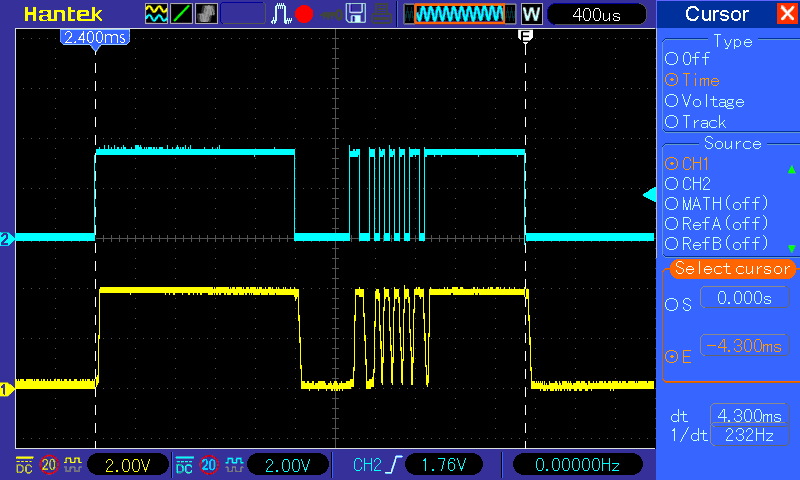 Hantek W 400us Cursor
2.400ms E
Type
Off
Time
Voltage
Track
Source
CH1
CH2
MATH(off)
RefA(off)
RefB(off)
Select cursor
S 0.000s
E -4.300ms
dt 4.300ms
1/dt 232Hz
2
1
DC 20 2.00V DC 20 2.00V CH2 1.76V 0.00000Hz